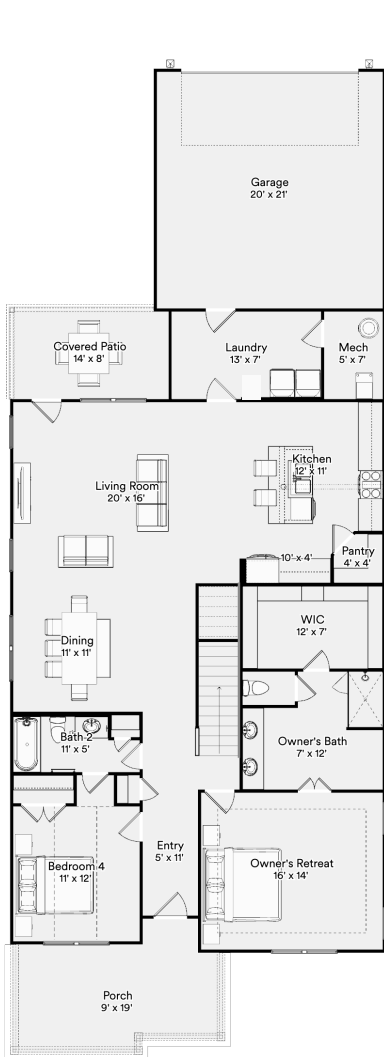 Garage
20' x 21'
Covered Patio
14' x 8'
Laundry
13' x 7'
Mech
5' x 7'
Kitchen
12' x 11'
Living Room
20' x 16'
10' x 4'
Pantry
4' x 4'
WIC
12' x 7'
Dining
11' x 11'
Bath 2
11' x 5'
Owner's Bath
7' x 12'
Entry
5' x 11'
Bedroom 4
11' x 12'
Owner's Retreat
16' x 14'
Porch
9' x 19'